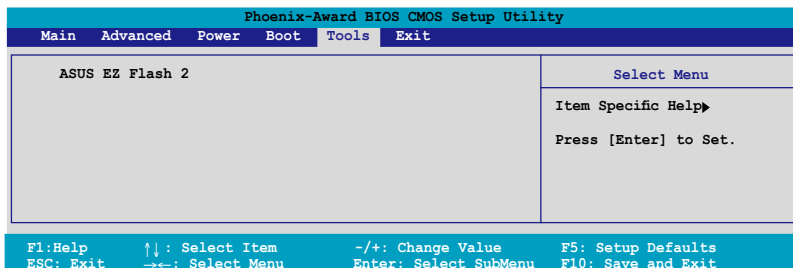 Phoenix-Award BIOS CMOS Setup Utility
Main Advanced Power Boot Tools Exit
ASUS EZ Flash 2
Select Menu
Item Specific Help▶
Press [Enter] to Set.
F1:Help ↑↓ : Select Item -/+: Change Value F5: Setup Defaults
ESC: Exit →←: Select Menu Enter: Select SubMenu F10: Save and Exit